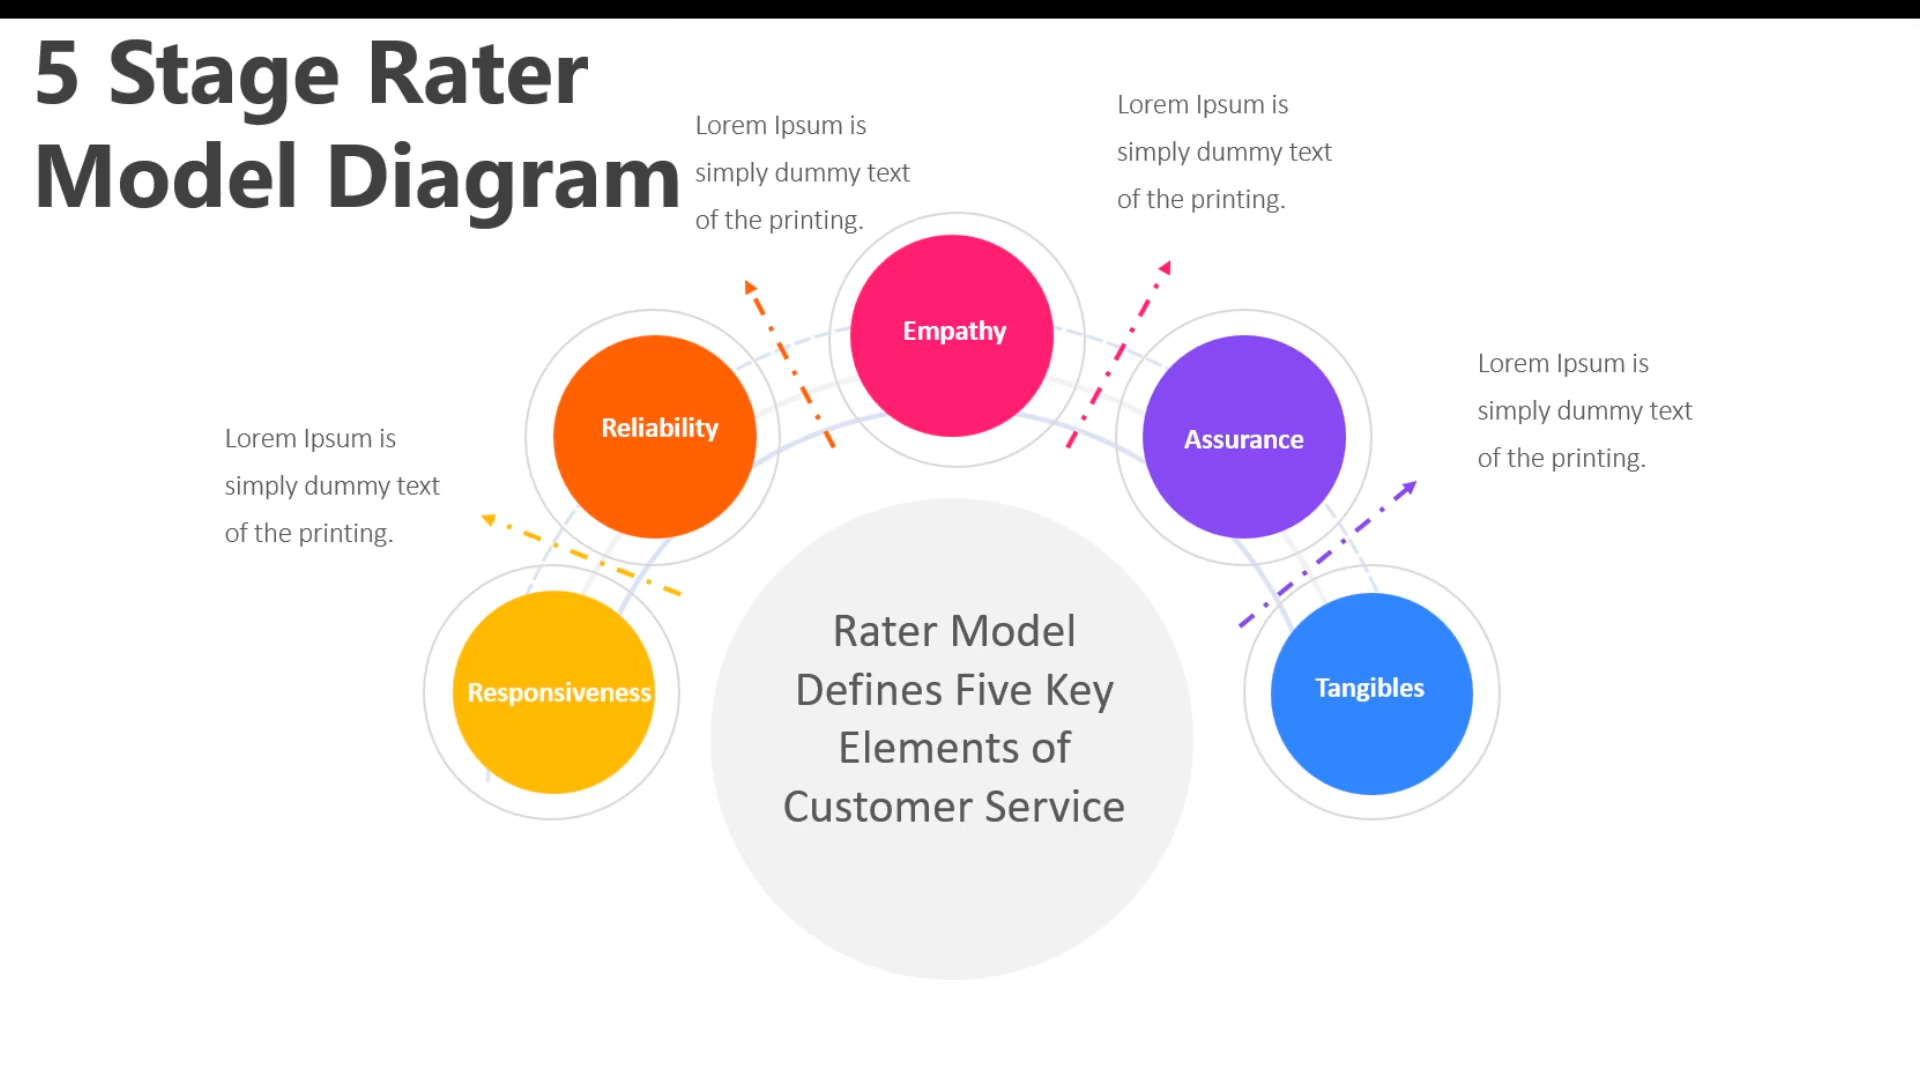 5 Stage Rater
Model Diagram
Lorem Ipsum is
simply dummy text
of the printing.
Lorem Ipsum is
simply dummy text
of the printing.
Empathy
Reliability
Assurance
Lorem Ipsum is
simply dummy text
of the printing.
Lorem Ipsum is
simply dummy text
of the printing.
Responsiveness
Tangibles
Rater Model
Defines Five Key
Elements of
Customer Service